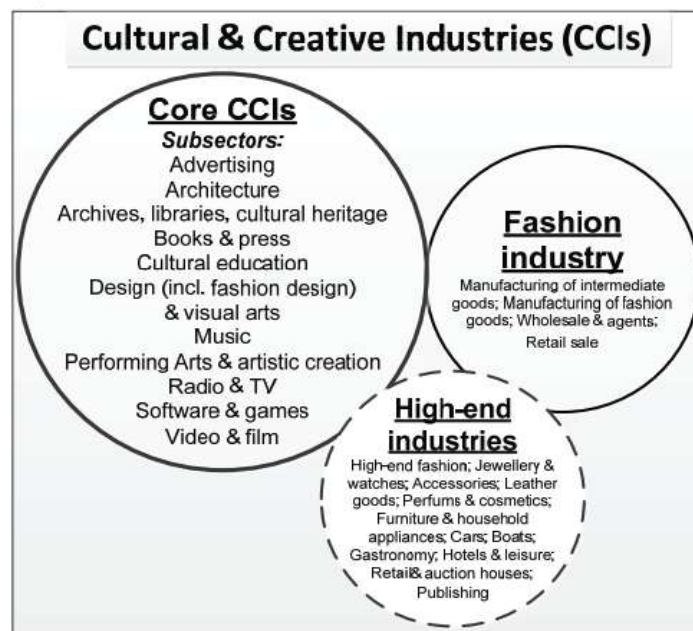 Cultural & Creative Industries (CCIs)
Core CCIs
Subsectors:
Advertising
Architecture
Archives, libraries, cultural heritage
Books & press
Cultural education
Design (incl. fashion design)
& visual arts
Music
Performing Arts & artistic creation
Radio & TV
Software & games
Video & film
Fashion
industry
Manufacturing of intermediate
goods; Manufacturing of fashion
goods; Wholesale & agents;
Retail sale
High-end
industries
High-end fashion; Jewellery &
watches; Accessories; Leather
goods; Perfums & cosmetics;
Furniture & household
appliances; Cars; Boats;
Gastronomy; Hotels & leisure;
Retail& auction houses;
Publishing